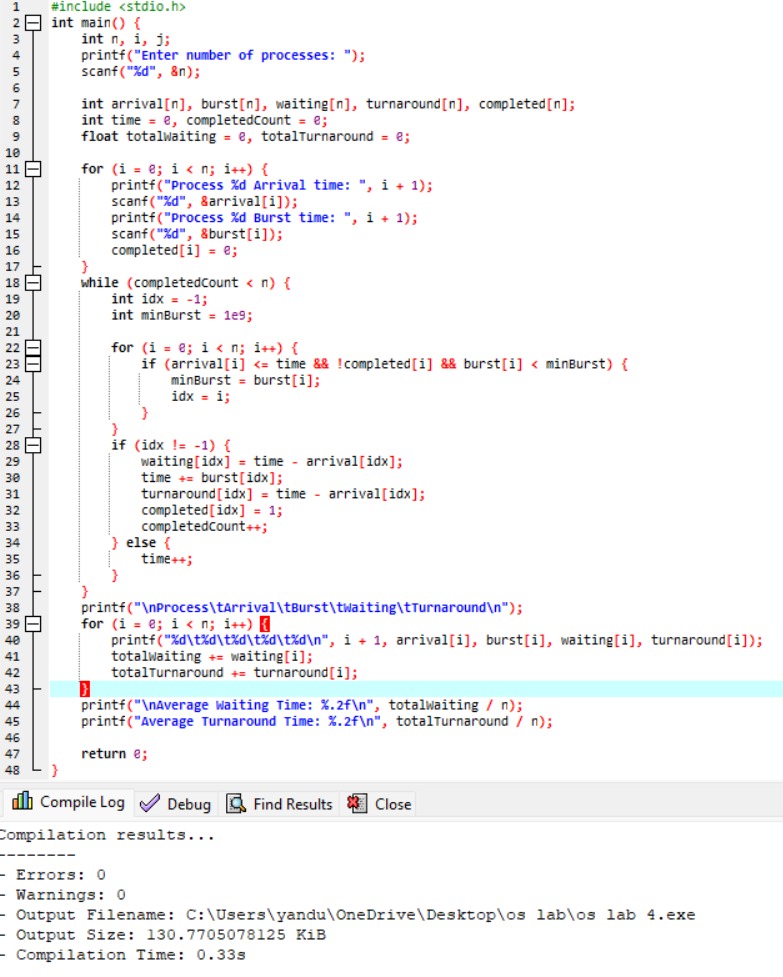 1 #include <stdio.h>
2 int main() {
3 int n, i, j;
4 printf("Enter number of processes: ");
5 scanf("%d", &n);
6
7 int arrival[n], burst[n], waiting[n], turnaround[n], completed[n];
8 int time = 0, completedCount = 0;
9 float totalWaiting = 0, totalTurnaround = 0;
10
11 for (i = 0; i < n; i++) {
12 printf("Process %d Arrival time: ", i + 1);
13 scanf("%d", &arrival[i]);
14 printf("Process %d Burst time: ", i + 1);
15 scanf("%d", &burst[i]);
16 completed[i] = 0;
17 }
18 while (completedCount < n) {
19 int idx = -1;
20 int minBurst = 1e9;
21
22 for (i = 0; i < n; i++) {
23 if (arrival[i] <= time && !completed[i] && burst[i] < minBurst) {
24 minBurst = burst[i];
25 idx = i;
26 }
27 }
28 if (idx != -1) {
29 waiting[idx] = time - arrival[idx];
30 time += burst[idx];
31 turnaround[idx] = time - arrival[idx];
32 completed[idx] = 1;
33 completedCount++;
34 } else {
35 time++;
36 }
37 }
38 printf("\nProcess\tArrival\tBurst\tWaiting\tTurnaround\n");
39 for (i = 0; i < n; i++) {
40 printf("%d\t%d\t%d\t%d\t%d\n", i + 1, arrival[i], burst[i], waiting[i], turnaround[i]);
41 totalWaiting += waiting[i];
42 totalTurnaround += turnaround[i];
43 }
44 printf("\nAverage Waiting Time: %.2f\n", totalWaiting / n);
45 printf("Average Turnaround Time: %.2f\n", totalTurnaround / n);
46
47 return 0;
48 }
Compile Log Debug Find Results Close
Compilation results...
--------
- Errors: 0
- Warnings: 0
- Output Filename: C:\Users\yandu\OneDrive\Desktop\os lab\os lab 4.exe
- Output Size: 130.7705078125 KiB
- Compilation Time: 0.33s